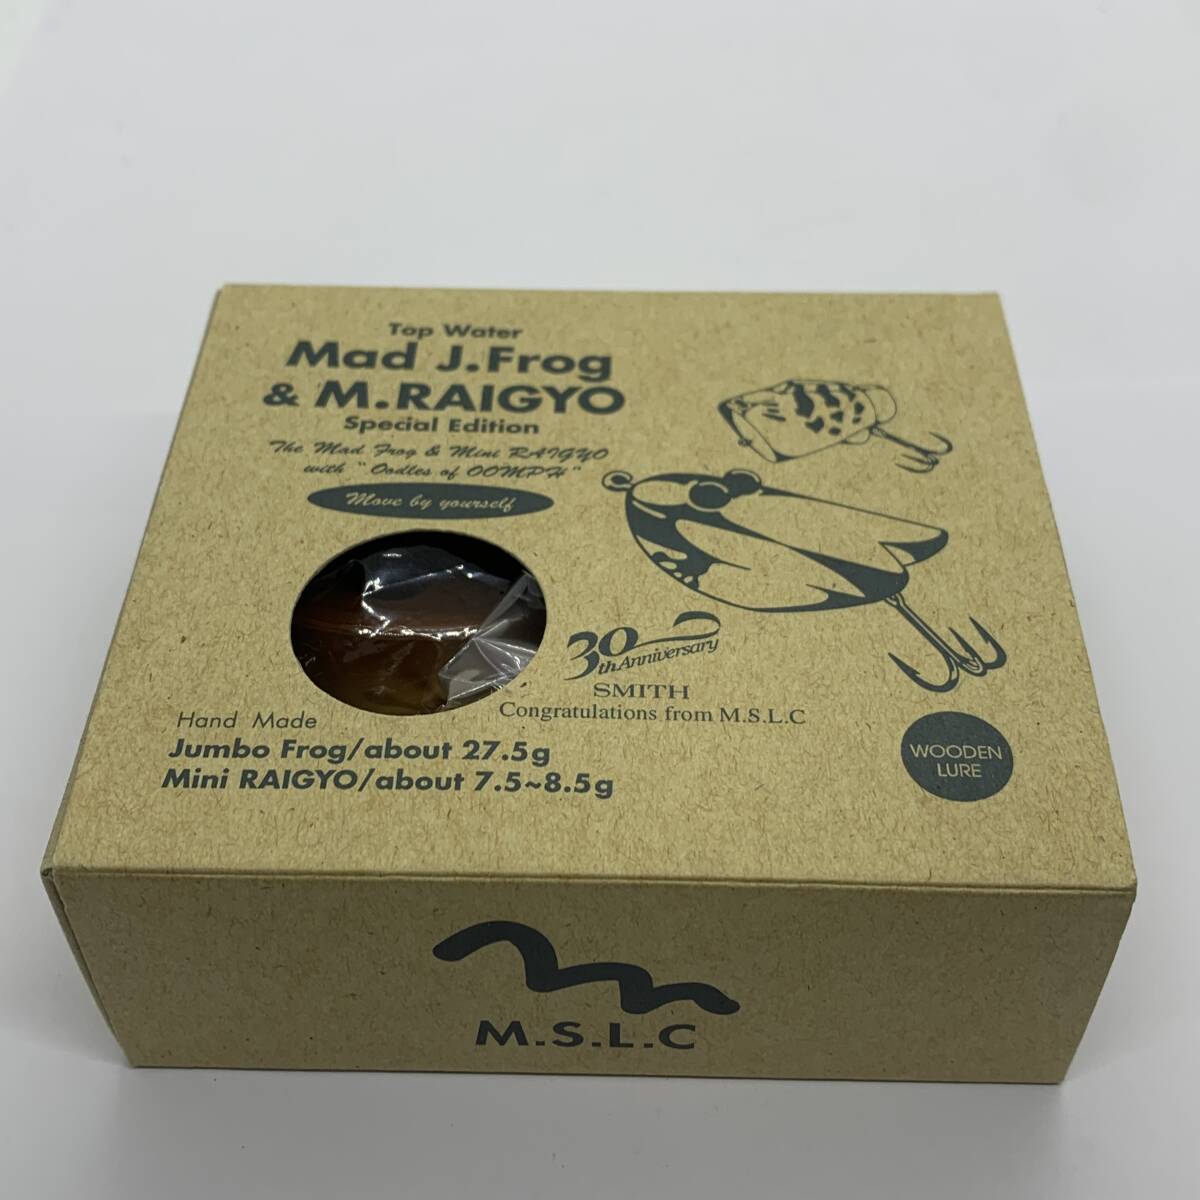 Top Water
Mad J.Frog
& M.RAIGYO
Special Edition
The Mad Frog & Mini RAIGYO
with "Oodles of OOMPH"
Move by yourself
30
thAnniversary
SMITH
Congratulations from M.S.L.C
Hand Made
Jumbo Frog/about 27.5g
Mini RAIGYO/about 7.5~8.5g
WOODEN
LURE
M.S.L.C